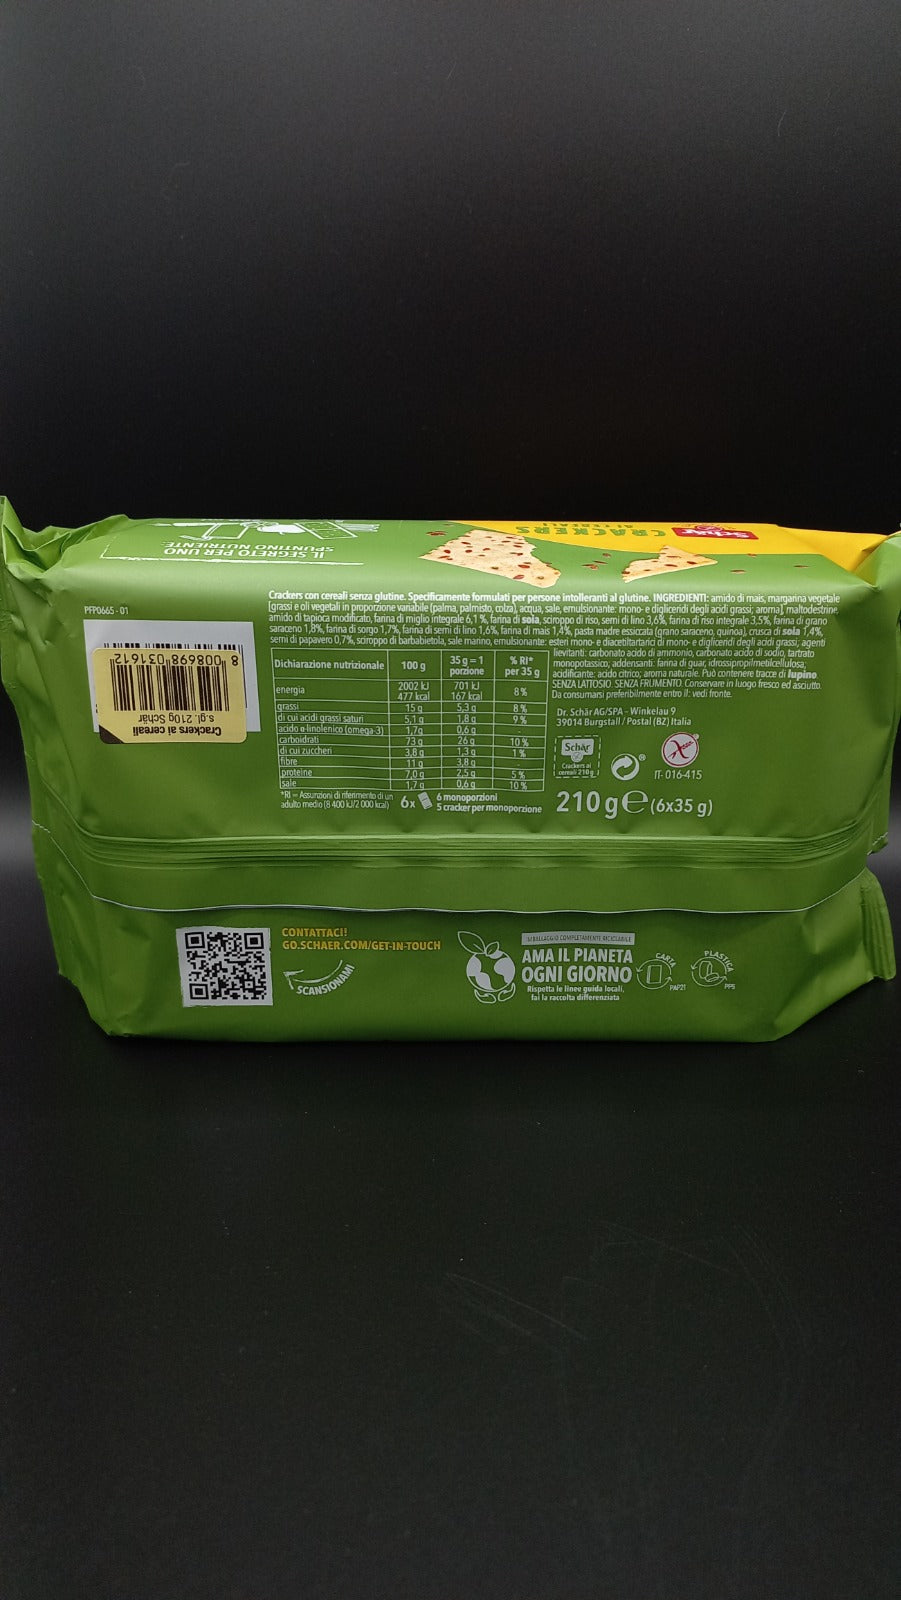 IL SEGRETO PER UNO
SPUNTINO NUTRIENTE
Schär
CRACKERS
AI CEREALI
PFP0665 - 01
Crackers con cereali senza glutine. Specificamente formulati per persone intolleranti al glutine. INGREDIENTI: amido di mais, margarina vegetale
[grassi e oli vegetali in proporzione variabile (palma, palmisto, colza), acqua, sale, emulsionante: mono- e digliceridi degli acidi grassi; aroma], maltodestrine,
amido di tapioca modificato, farina di miglio integrale 6,1 %, farina di soia, sciroppo di riso, semi di lino 3,6%, farina di riso integrale 3,5%, farina di grano
saraceno 1,8%, farina di sorgo 1,7%, farina di semi di lino 1,6%, farina di mais 1,4%, pasta madre essiccata (grano saraceno, quinoa), crusca di soia 1,4%,
semi di papavero 0,7%, sciroppo di barbabietola, sale marino, emulsionante: esteri mono- e diacetiltartarici di mono- e digliceridi degli acidi grassi; agenti
lievitanti: carbonato acido di ammonio, carbonato acido di sodio, tartrato
monopotassico; addensanti: farina di guar, idrossipropilmetilcellulosa;
acidificante: acido citrico; aroma naturale. Può contenere tracce di lupino.
SENZA LATTOSIO. SENZA FRUMENTO. Conservare in luogo fresco ed asciutto.
Da consumarsi preferibilmente entro il: vedi fronte.
Dichiarazione nutrizionale 100 g 35 g = 1 porzione % RI* per 35 g
energia 2002 kJ 701 kJ 8 %
477 kcal 167 kcal
grassi 15 g 5,3 g 8 %
di cui acidi grassi saturi 5,1 g 1,8 g 9 %
acido α-linolenico (omega-3) 1,7g 0,6 g -
carboidrati 73 g 26 g 10 %
di cui zuccheri 3,8 g 1,3 g 1 %
fibre 11 g 3,8 g -
proteine 7,0 g 2,5 g 5 %
sale 1,7 g 0,6 g 10 %
*RI = Assunzioni di riferimento di un
adulto medio (8 400 kJ/2 000 kcal)
6x 6 monoporzioni
5 cracker per monoporzione
Dr. Schär AG/SPA - Winkelau 9
39014 Burgstall / Postal (BZ) Italia
Schär
Crackers ai
cereali 210g
®
IT- 016-415
210 g e (6x35 g)
8 008698 031612
Crackers ai cereali
s.gl. 210g Schär
CONTATTACI!
GO.SCHAER.COM/GET-IN-TOUCH
SCANSIONAMI
IMBALLAGGIO COMPLETAMENTE RICICLABILE
AMA IL PIANETA
OGNI GIORNO
Rispetta le linee guida locali,
fai la raccolta differenziata
CARTA
PAP21
PLASTICA
PP5